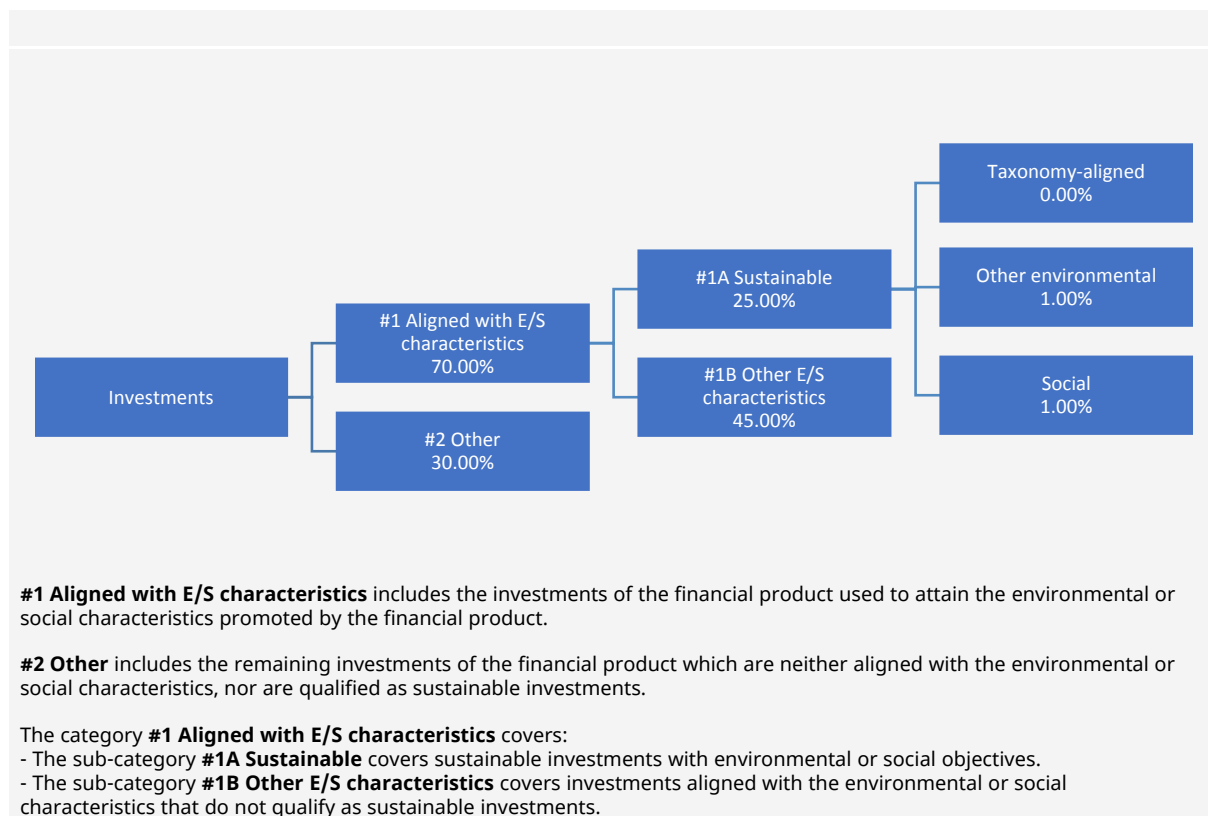 Investments
#1 Aligned with E/S
characteristics
70.00%
#2 Other
30.00%
#1A Sustainable
25.00%
#1B Other E/S
characteristics
45.00%
Taxonomy-aligned
0.00%
Other environmental
1.00%
Social
1.00%
#1 Aligned with E/S characteristics includes the investments of the financial product used to attain the environmental or
social characteristics promoted by the financial product.
#2 Other includes the remaining investments of the financial product which are neither aligned with the environmental or
social characteristics, nor are qualified as sustainable investments.
The category #1 Aligned with E/S characteristics covers:
- The sub-category #1A Sustainable covers sustainable investments with environmental or social objectives.
- The sub-category #1B Other E/S characteristics covers investments aligned with the environmental or social
characteristics that do not qualify as sustainable investments.